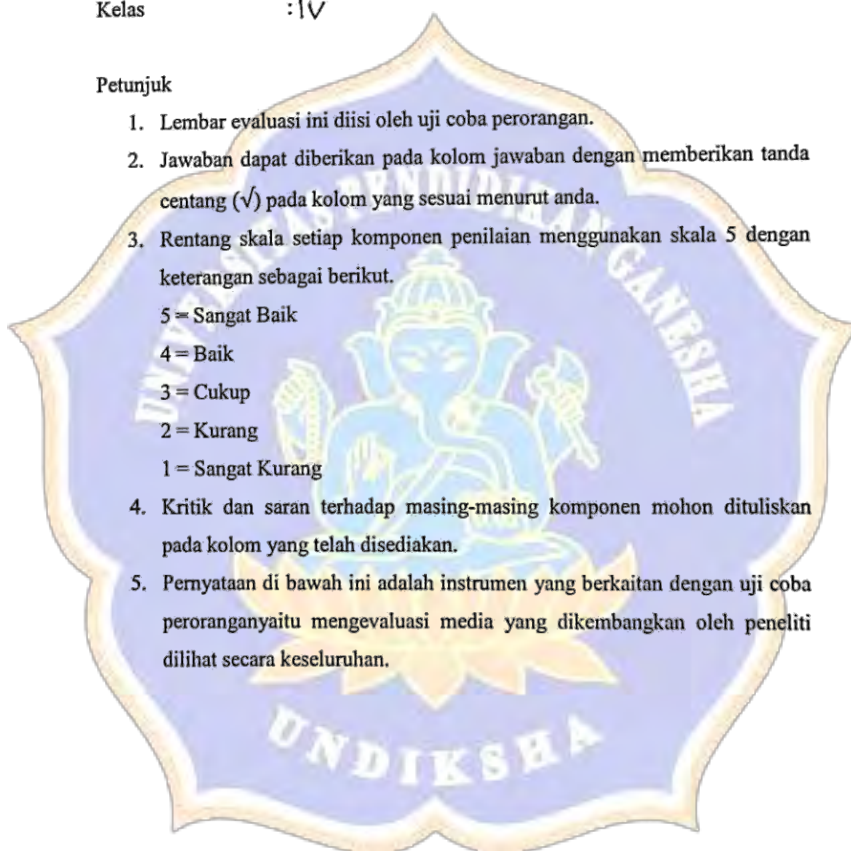 Kelas : IV
Petunjuk
1. Lembar evaluasi ini diisi oleh uji coba perorangan.
2. Jawaban dapat diberikan pada kolom jawaban dengan memberikan tanda
centang (√) pada kolom yang sesuai menurut anda.
3. Rentang skala setiap komponen penilaian menggunakan skala 5 dengan
keterangan sebagai berikut.
5 = Sangat Baik
4 = Baik
3 = Cukup
2 = Kurang
1 = Sangat Kurang
4. Kritik dan saran terhadap masing-masing komponen mohon dituliskan
pada kolom yang telah disediakan.
5. Pernyataan di bawah ini adalah instrumen yang berkaitan dengan uji coba
peroranganyaitu mengevaluasi media yang dikembangkan oleh peneliti
dilihat secara keseluruhan.
UNIVERSITAS PENDIDIKAN GANESHA
UNDIKSHA